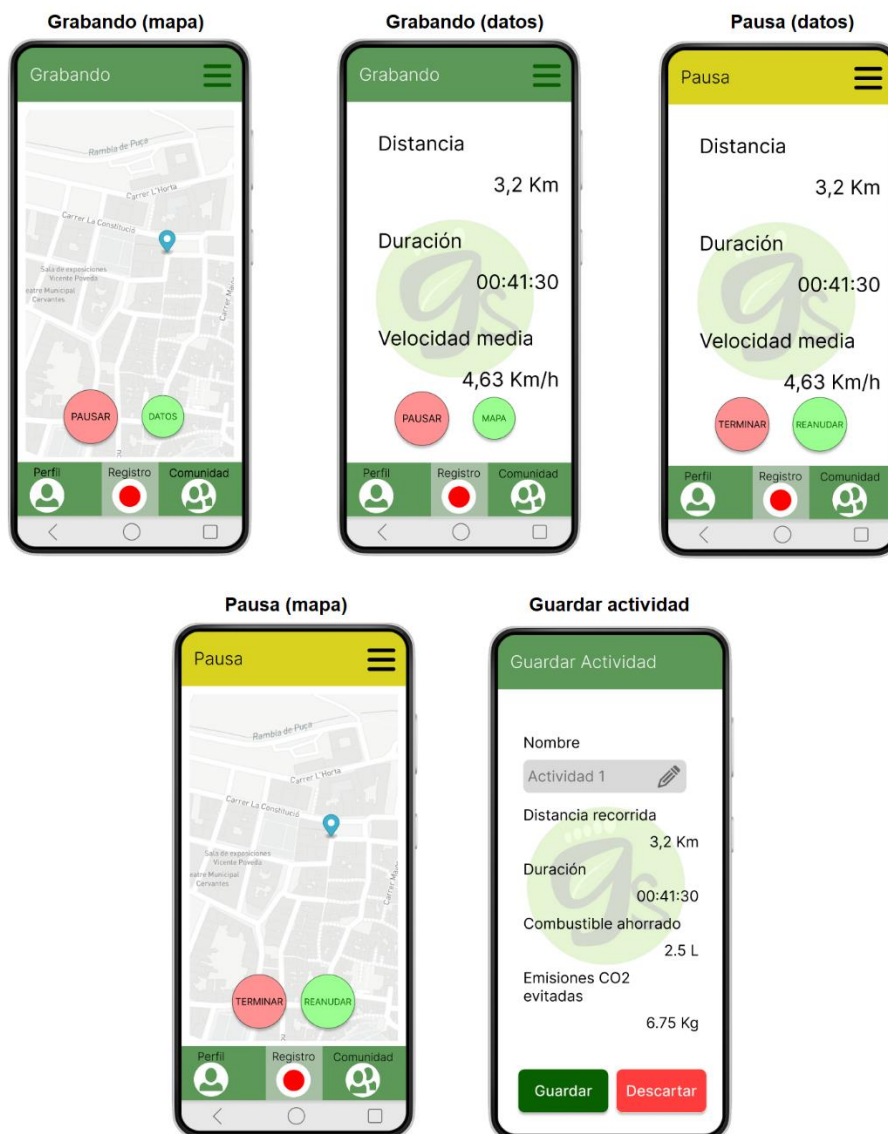 Grabando (mapa)
Grabando
Rambla de Puça
Carrer L'Horta
Carrer La Constitució
Sala de exposiciones
Vicente Poveda
eatre Municipal
Cervantes
Carrer Major
PAUSAR
DATOS
Perfil
Registro
Comunidad
Grabando (datos)
Grabando
Distancia
3,2 Km
Duración
00:41:30
Velocidad media
4,63 Km/h
PAUSAR
MAPA
Perfil
Registro
Comunidad
Pausa (datos)
Pausa
Distancia
3,2 Km
Duración
00:41:30
Velocidad media
4,63 Km/h
TERMINAR
REANUDAR
Perfil
Registro
Comunidad
Pausa (mapa)
Pausa
Rambla de Puça
Carrer L'Horta
Carrer La Constitució
Sala de exposiciones
Vicente Poveda
eatre Municipal
Cervantes
TERMINAR
REANUDAR
Perfil
Registro
Comunidad
Guardar actividad
Guardar Actividad
Nombre
Actividad 1
Distancia recorrida
3,2 Km
Duración
00:41:30
Combustible ahorrado
2.5 L
Emisiones CO2
evitadas
6.75 Kg
Guardar
Descartar
gs